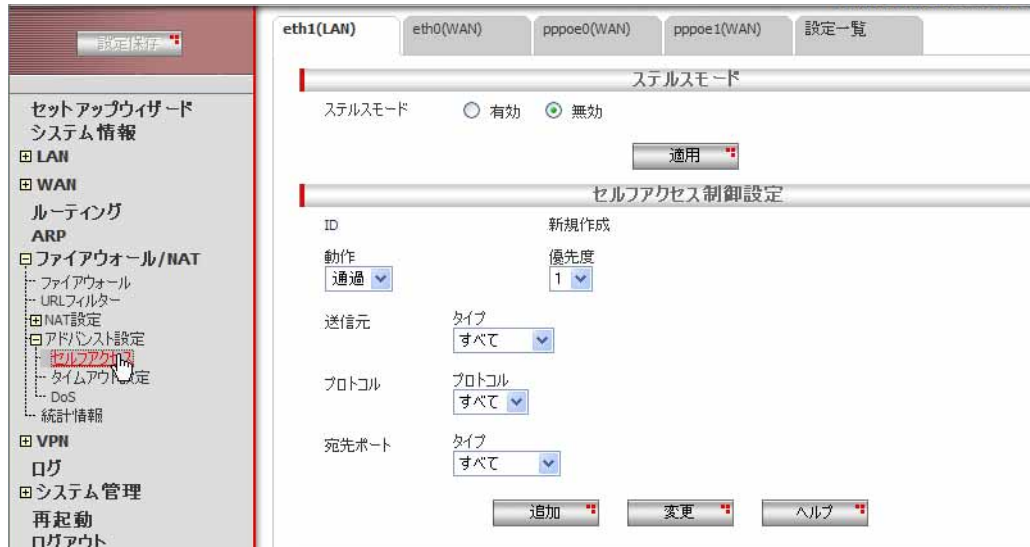 設定保存
セットアップウィザード
システム情報
LAN
WAN
ルーティング
ARP
ファイアウォール/NAT
ファイアウォール
URLフィルター
NAT設定
アドバンスト設定
セルフアクセス
タイムアウト設定
DoS
統計情報
VPN
ログ
システム管理
再起動
ログアウト
eth1(LAN) eth0(WAN) pppoe0(WAN) pppoe1(WAN) 設定一覧
ステルスモード
ステルスモード 有効 無効
適用
セルフアクセス制御設定
ID 新規作成
動作 優先度
通過 1
送信元 タイプ
すべて
プロトコル プロトコル
すべて
宛先ポート タイプ
すべて
追加 変更 ヘルプ